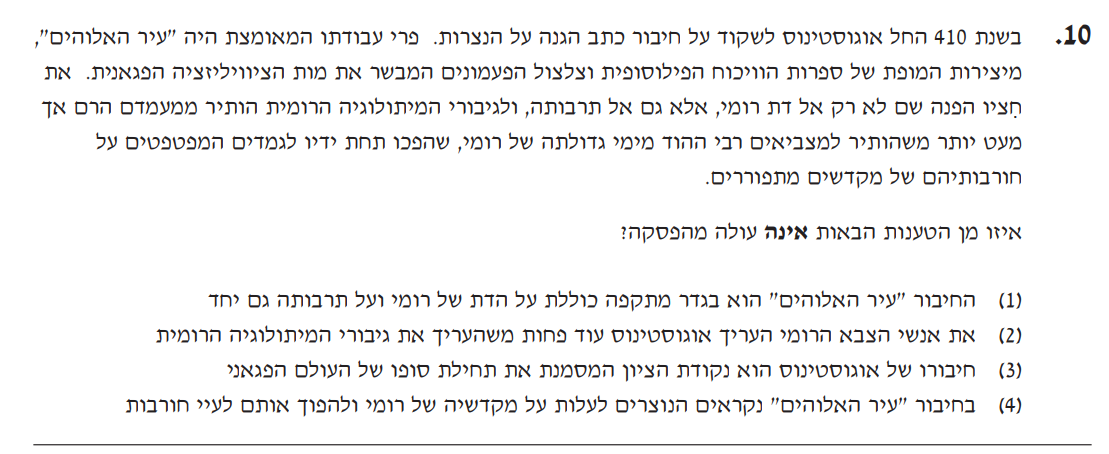 10. בשנת 410 החל אוגוסטינוס לשקוד על חיבור כתב הגנה על הנצרות. פרי עבודתו המאומצת היה "עיר האלוהים",
מיצירות המופת של ספרות הוויכוח הפילוסופית וצלצול הפעמונים המבשר את מות הציוויליזציה הפגאנית. את
חִציו הפנה שם לא רק אל דת רומי, אלא גם אל תרבותה, ולגיבורי המיתולוגיה הרומית הותיר ממעמדם הרם אך
מעט יותר משהותיר למצביאים רבי ההוד מימי גדולתה של רומי, שהפכו תחת ידיו לגמדים המפטפטים על
חורבותיהם של מקדשים מתפוררים.
איזו מן הטענות הבאות אינה עולה מהפסקה?
(1) החיבור "עיר האלוהים" הוא בגדר מתקפה כוללת על הדת של רומי ועל תרבותה גם יחד
(2) את אנשי הצבא הרומי העריך אוגוסטינוס עוד פחות משהעריך את גיבורי המיתולוגיה הרומית
(3) חיבורו של אוגוסטינוס הוא נקודת הציון המסמנת את תחילת סופו של העולם הפגאני
(4) בחיבור "עיר האלוהים" נקראים הנוצרים לעלות על מקדשיה של רומי ולהפוך אותם לעיי חורבות